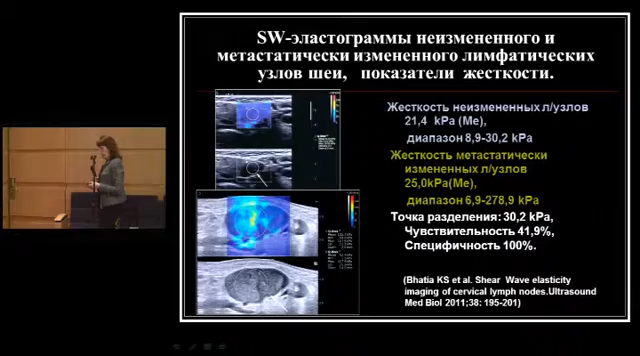 SW-эластограммы неизмененного и
метастатически измененного лимфатических
узлов шеи, показатели жесткости.
Жесткость неизмененных л/узлов
21,4 kPa (Me),
диапазон 8,9-30,2 kPa
Жесткость метастатически
измененных л/узлов
25,0kPa(Me),
диапазон 6,9-278,9 kPa
Точка разделения: 30,2 kPa,
Чувствительность 41,9%,
Специфичность 100%.
(Bhatia KS et al. Shear Wave elasticity
imaging of cervical lymph nodes.Ultrasound
Med Biol 2011;38: 195-201)